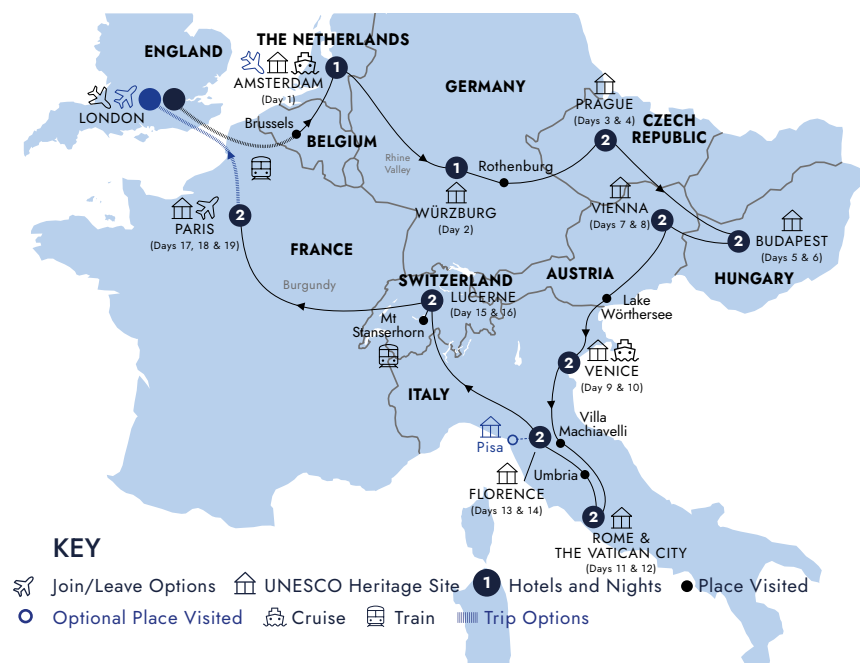 ENGLAND
THE NETHERLANDS
AMSTERDAM
(Day 1)
1
GERMANY
LONDON
Brussels
BELGIUM
PRAGUE
(Days 3 & 4)
2
CZECH
REPUBLIC
Rhine
Valley
1
Rothenburg
WÜRZBURG
(Day 2)
VIENNA
(Days 7 & 8)
2
2
BUDAPEST
(Days 5 & 6)
HUNGARY
PARIS
(Days 17, 18 & 19)
2
FRANCE
Burgundy
SWITZERLAND
2
LUCERNE
(Day 15 & 16)
Mt
Stanserhorn
AUSTRIA
Lake
Wörthersee
2
VENICE
(Day 9 & 10)
ITALY
Villa
Machiavelli
Pisa
2
Umbria
FLORENCE
(Days 13 & 14)
2
ROME &
THE VATICAN CITY
(Days 11 & 12)
KEY
Join/Leave Options
UNESCO Heritage Site
1
Hotels and Nights
Place Visited
Optional Place Visited
Cruise
Train
Trip Options